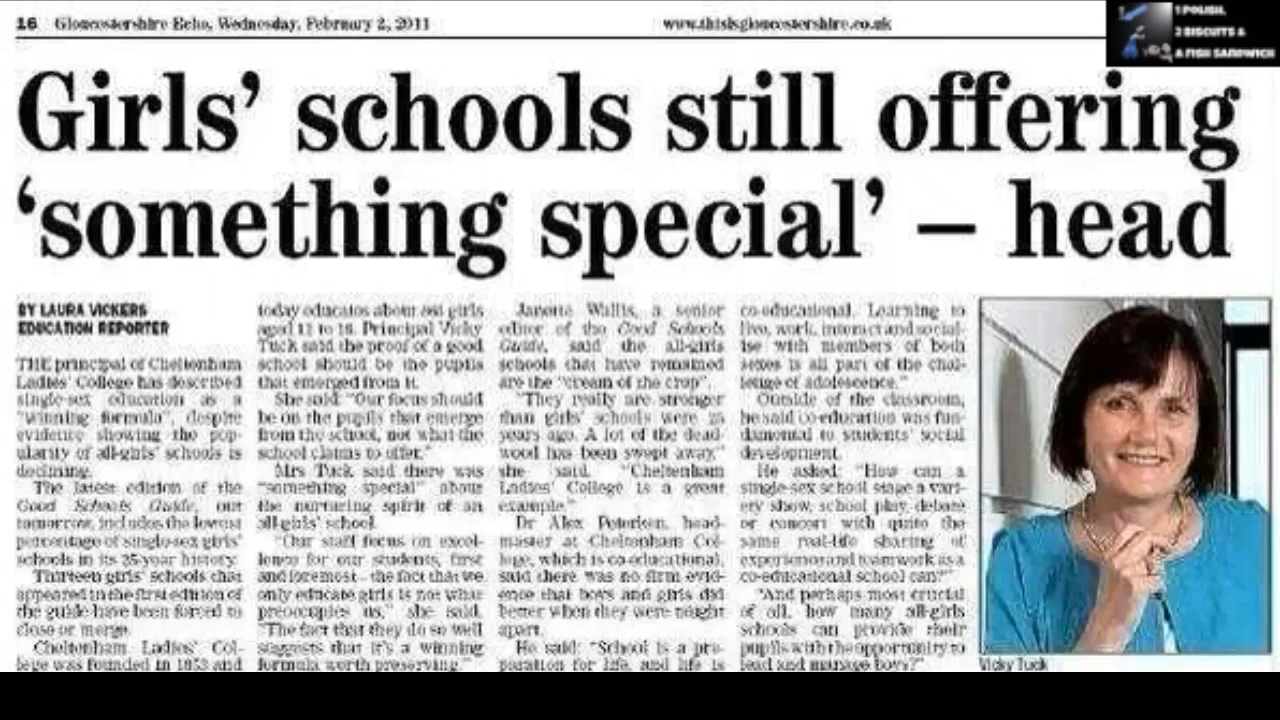 16 Gloucestershire Echo, Wednesday, February 2, 2011
www.thisisgloucestershire.co.uk
1 POLISH,
2 BISCUITS &
A FISH SANDWICH
Girls’ schools still offering
‘something special’ – head
BY LAURA VICKERS
EDUCATION REPORTER
THE principal of Cheltenham
Ladies’ College has described
single-sex education as a
“winning formula”, despite
evidence showing the pop-
ularity of all-girls’ schools is
declining.
The latest edition of the
Good Schools Guide, out
tomorrow, includes the lowest
percentage of single-sex girls’
schools in its 25-year history.
Thirteen girls’ schools that
appeared in the first edition of
the guide have been forced to
close or merge.
Cheltenham Ladies’ Col-
lege was founded in 1853 and
today educates about girls
aged 11 to 18. Principal Vicky
Tuck said the proof of a good
school should be the pupils
that emerged from it.
She said: “Our focus should
be on the pupils that emerge
from the school, not what the
school claims to offer.”
Mrs Tuck said there was
“something special” about
the nurturing spirit of an
all-girls’ school.
“Our staff focus on excel-
lence for our students, first
and foremost – the fact that we
only educate girls is not what
preoccupies us,” she said.
“The fact that they do so well
suggests that it’s a winning
formula worth preserving.”
Janette Wallis, a senior
editor of the Good Schools
Guide, said the all-girls
schools that have remained
are the “cream of the crop”.
“They really are stronger
than girls’ schools were 25
years ago. A lot of the dead-
wood has been swept away,”
she said. “Cheltenham
Ladies’ College is a great
example.”
Dr Alex Peterken, head-
master at Cheltenham Col-
lege, which is co-educational,
said there was no firm evid-
ence that boys and girls did
better when they were taught
apart.
He said: “School is a pre-
paration for life, and life is
co-educational. Learning to
live, work, interact and social-
ise with members of both
sexes is all part of the chal-
lenge of adolescence.”
Outside of the classroom,
he said co-education was fun-
damental to students’ social
development.
He asked: “How can a
single-sex school stage a vari-
ery show, school play, debate
or concert with quite the
same real-life sharing of
experience and teamwork as a
co-educational school can?”
“And perhaps most crucial
of all, how many all-girls
schools can provide their
pupils with the opportunity to
lead and manage boys?”
Vicky Tuck